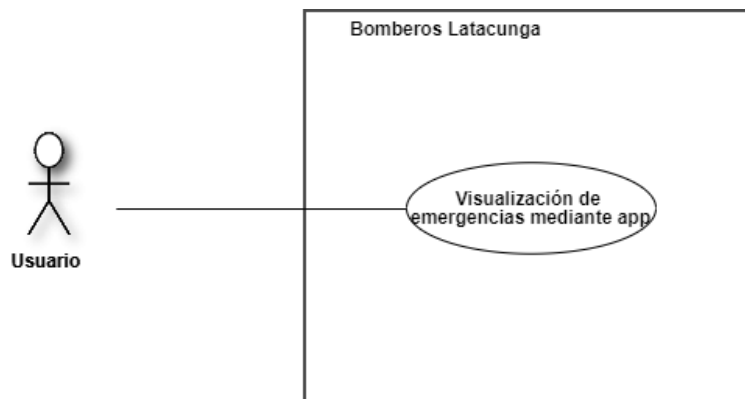 Bomberos Latacunga
Visualización de
emergencias mediante app
Usuario